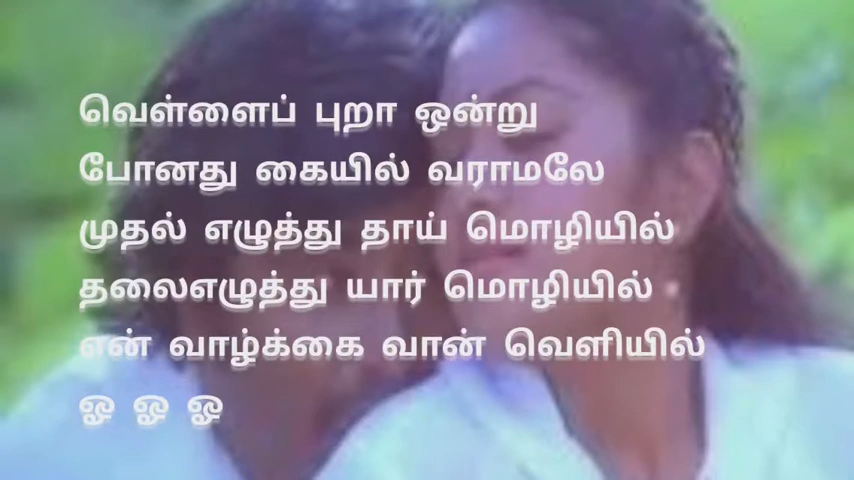 வெள்ளைப் புறா ஒன்று
போனது கையில் வராமலே
முதல் எழுத்து தாய் மொழியில்
தலைஎழுத்து யார் மொழியில்
என் வாழ்க்கை வான் வெளியில்
ஓ ஓ ஓ